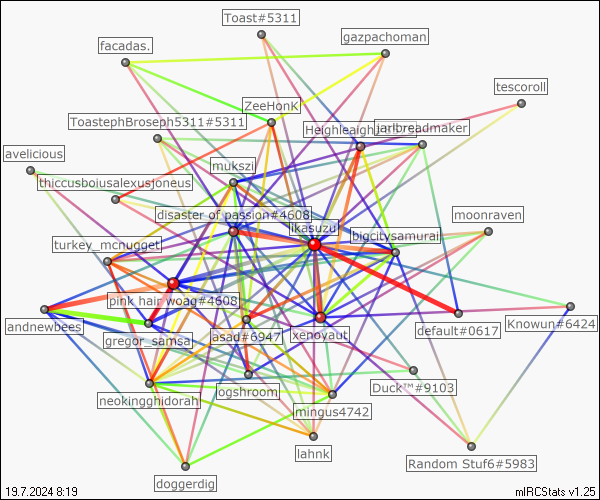 Toast#5311
facadas.
gazpachoman
tescoroll
ZeeHonK
ToastephBroseph5311#5311
jarlbreadmaker
avelicious
mukszi
thiccusboiusalexusjoneus
disaster of passion#4608
moonraven
ikasuzu
bigcitysamurai
turkey_mcnugget
pink hair woag#4608
andnewbees
gregor_samsa
asad#6947
xenovaut
default#0617
Knowun#6424
neokingghidorah
ogshroom
Duck™#9103
mingus4742
lahnk
Random Stuf6#5983
doggerdig
19.7.2024 8:19
mIRCStats v1.25